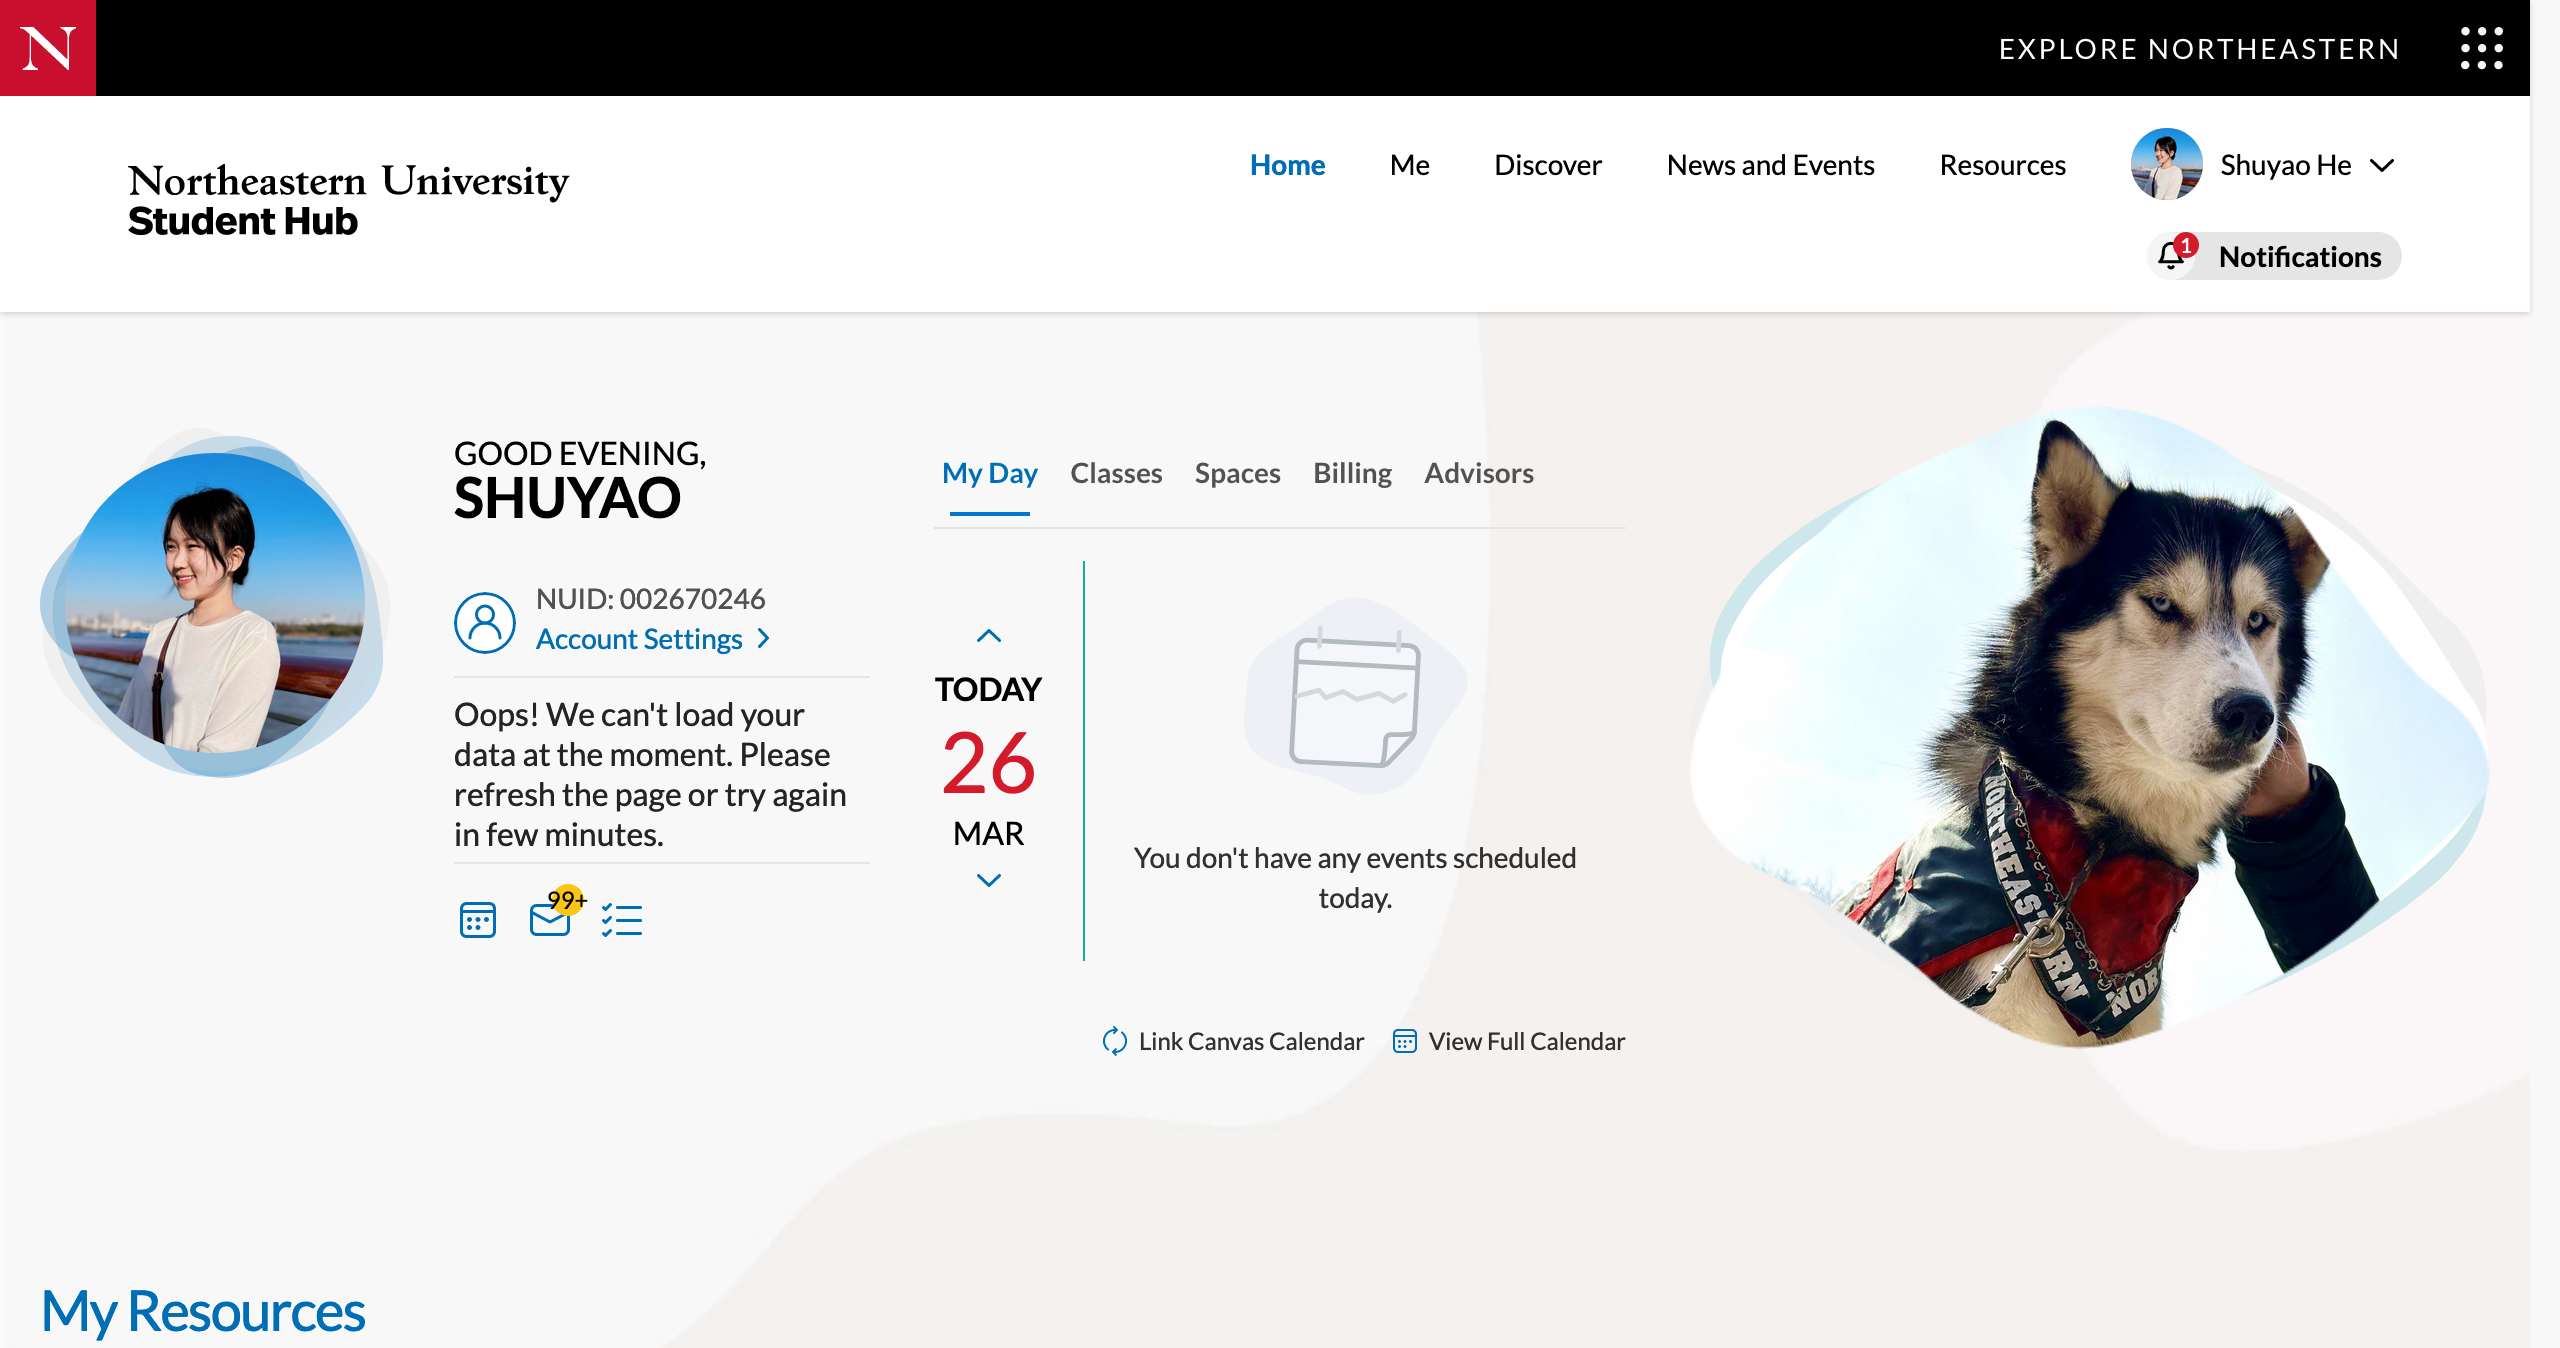 N
EXPLORE NORTHEASTERN
Northeastern University
Student Hub
Home
Me
Discover
News and Events
Resources
Shuyao He
1
Notifications
GOOD EVENING,
SHUYAO
NUID: 002670246
Account Settings
Oops! We can't load your
data at the moment. Please
refresh the page or try again
in few minutes.
99+
My Day
Classes
Spaces
Billing
Advisors
TODAY
26
MAR
You don't have any events scheduled
today.
Link Canvas Calendar
View Full Calendar
NORTHEASTERN
NOR
My Resources